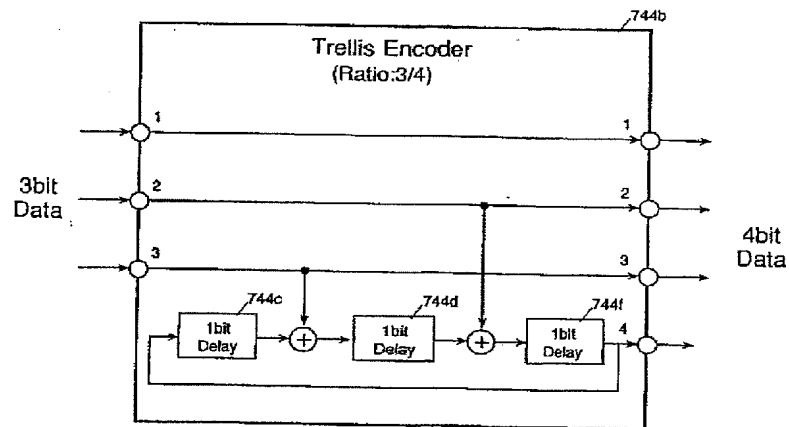 744b
Trellis Encoder
(Ratio:3/4)
1
1
2
2
3bit
Data
3
3
4bit
Data
744c
744d
744f
1bit
Delay
+
1bit
Delay
+
1bit
Delay
4